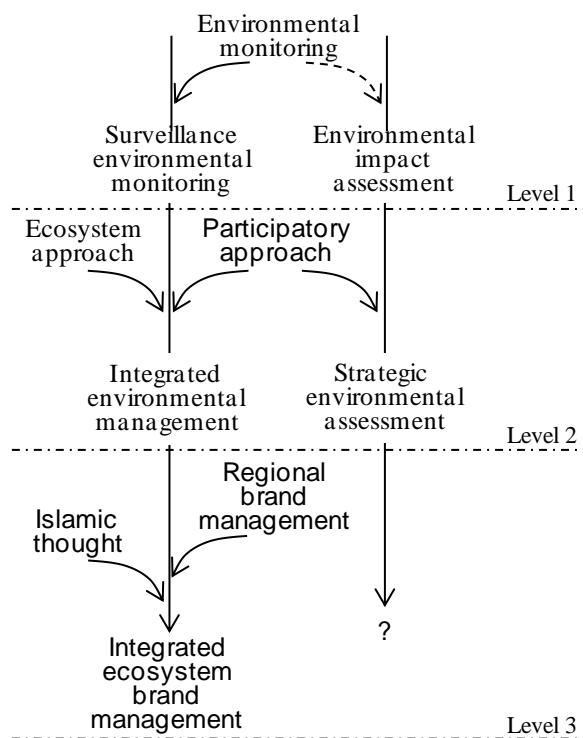 Environmental
monitoring
Surveillance
environmental
monitoring
Environmental
impact
assessment
Level 1
Ecosystem
approach
Participatory
approach
Integrated
environmental
management
Strategic
environmental
assessment
Level 2
Regional
brand
management
Islamic
thought
Integrated
ecosystem
brand
management
?
Level 3